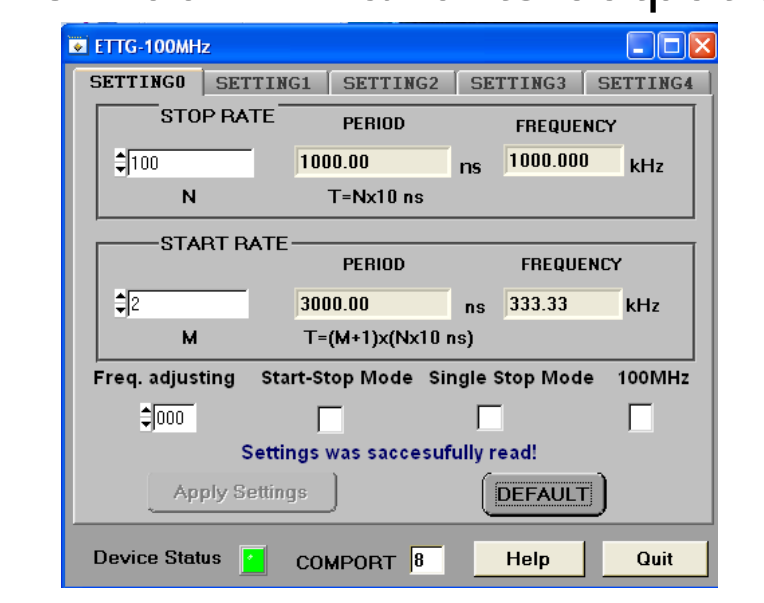 ETTG-100MHz
SETTING0 SETTING1 SETTING2 SETTING3 SETTING4
STOP RATE PERIOD FREQUENCY
100 1000.00 ns 1000.000 kHz
N T=Nx10 ns
START RATE
PERIOD FREQUENCY
2 3000.00 ns 333.33 kHz
M T=(M+1)x(Nx10 ns)
Freq. adjusting Start-Stop Mode Single Stop Mode 100MHz
000
Settings was saccesufully read!
Apply Settings DEFAULT
Device Status COMPORT 8 Help Quit